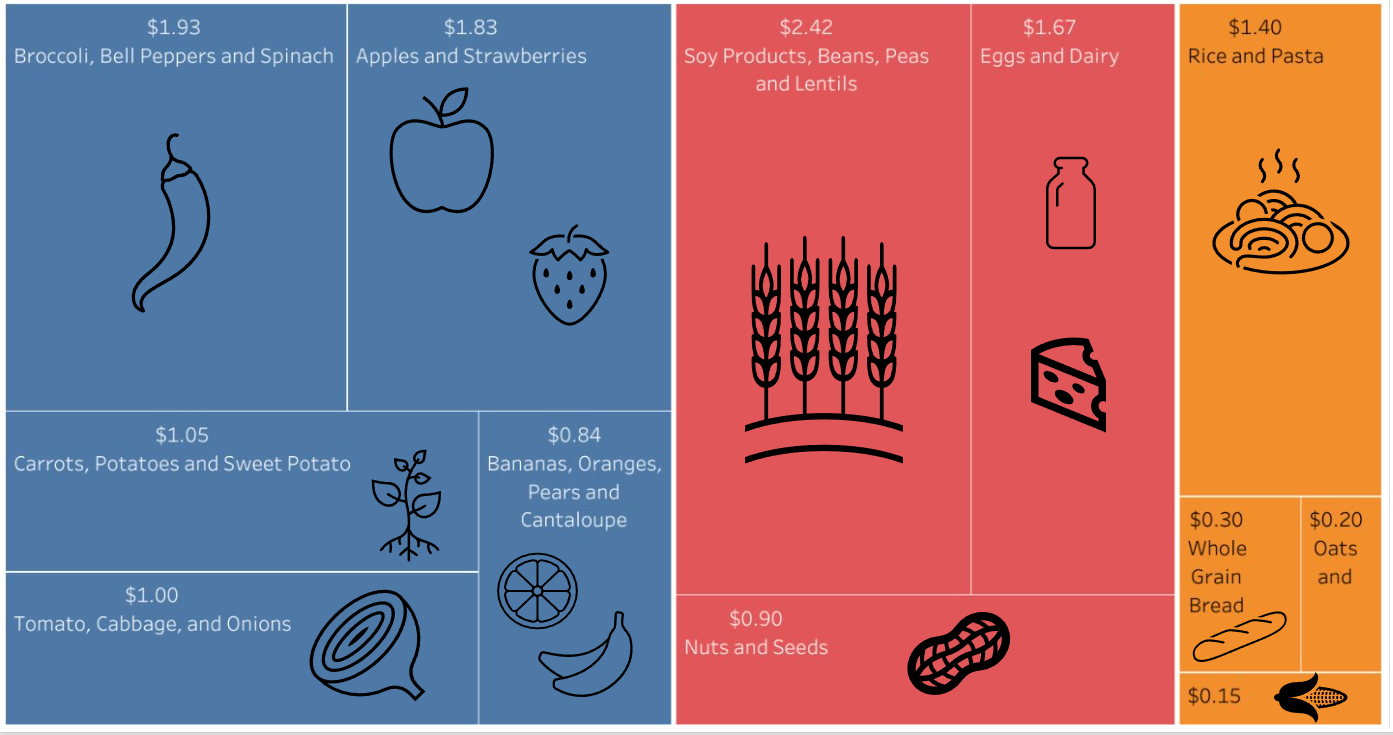 $1.93
Broccoli, Bell Peppers and Spinach
$1.83
Apples and Strawberries
$1.05
Carrots, Potatoes and Sweet Potato
$1.00
Tomato, Cabbage, and Onions
$0.84
Bananas, Oranges,
Pears and
Cantaloupe
$2.42
Soy Products, Beans, Peas
and Lentils
$1.67
Eggs and Dairy
$0.90
Nuts and Seeds
$1.40
Rice and Pasta
$0.30
Whole
Grain
Bread
$0.20
Oats
and
$0.15